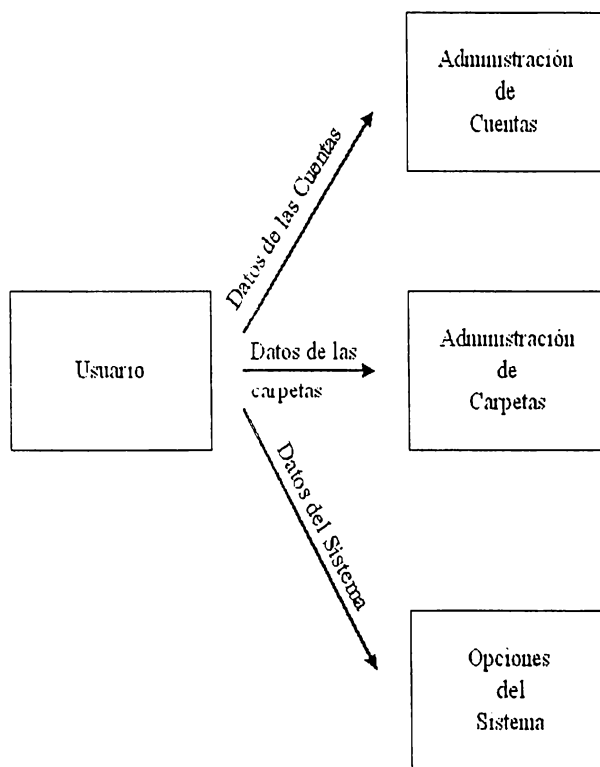 Administración
de
Cuentas
Datos de las Cuentas
Usuario
Datos de las
carpetas
Administración
de
Carpetas
Datos del Sistema
Opciones
del
Sistema